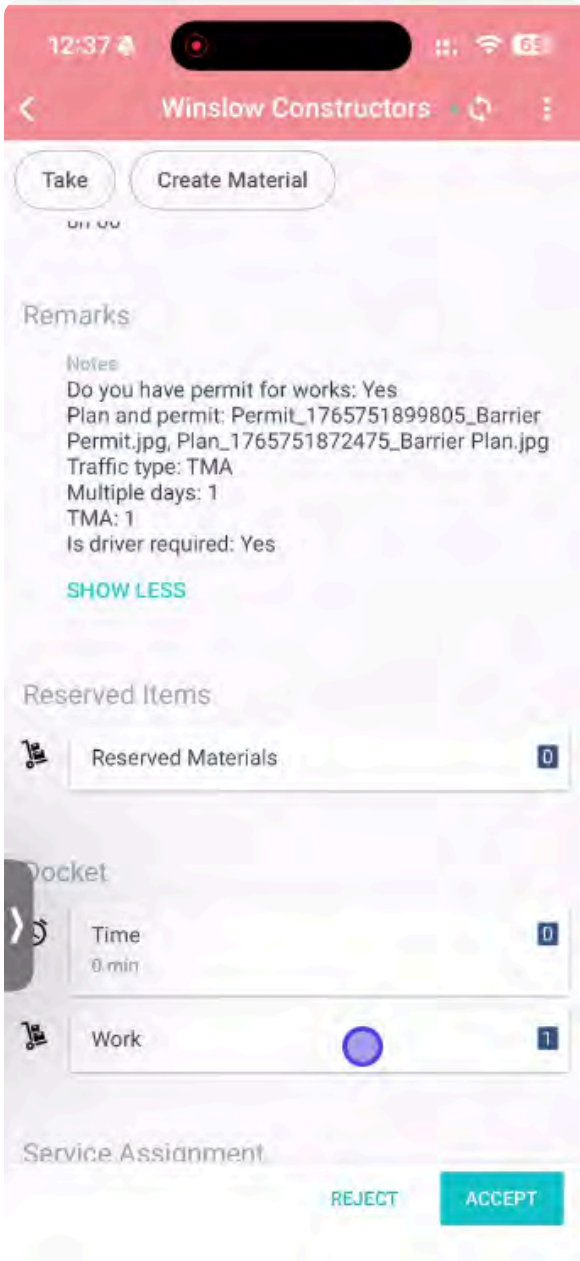 12:37
Winslow Constructors
Take
Create Material
Remarks
Notes
Do you have permit for works: Yes
Plan and permit: Permit_1765751899805_Barrier
Permit.jpg, Plan_1765751872475_Barrier Plan.jpg
Traffic type: TMA
Multiple days: 1
TMA: 1
Is driver required: Yes
SHOW LESS
Reserved Items
Reserved Materials 0
Docket
Time 0
0 min
Work 1
Service Assignment
REJECT
ACCEPT